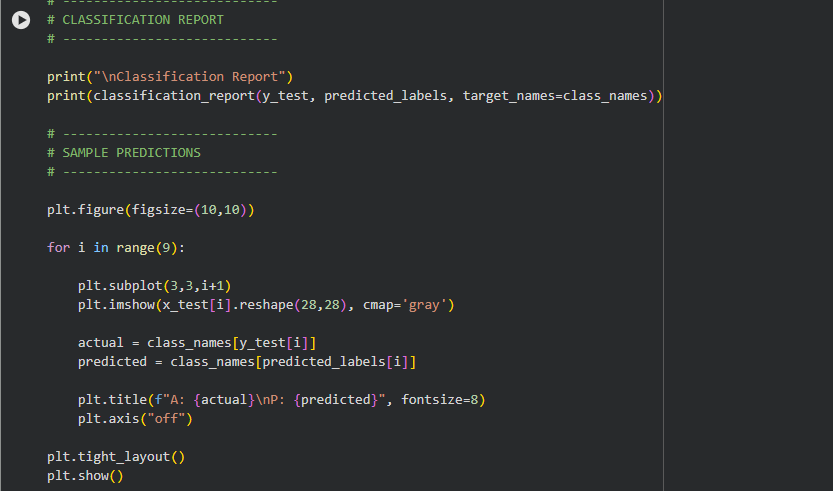 # ----------------------------
# CLASSIFICATION REPORT
# ----------------------------
print("\nClassification Report")
print(classification_report(y_test, predicted_labels, target_names=class_names))
# ----------------------------
# SAMPLE PREDICTIONS
# ----------------------------
plt.figure(figsize=(10,10))
for i in range(9):
    plt.subplot(3,3,i+1)
    plt.imshow(x_test[i].reshape(28,28), cmap='gray')
    actual = class_names[y_test[i]]
    predicted = class_names[predicted_labels[i]]
    plt.title(f"A: {actual}\nP: {predicted}", fontsize=8)
    plt.axis("off")
plt.tight_layout()
plt.show()